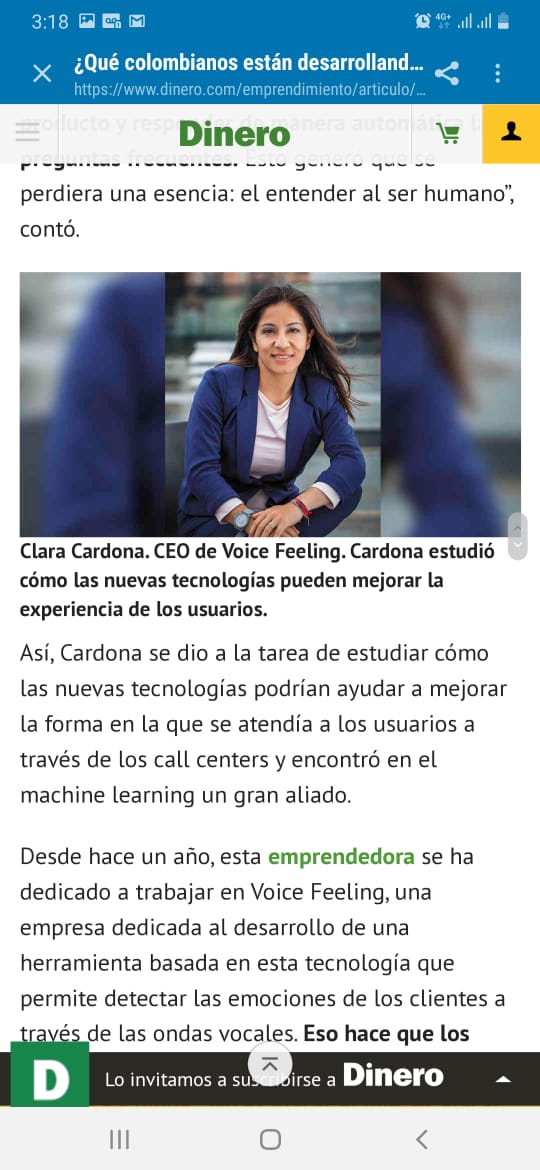 3:18
4G+
¿Qué colombianos están desarrolland...
https://www.dinero.com/emprendimiento/articulo/...
producto y responder de manera automática l
Dinero
preguntas frecuentes. Esto generó que se
perdiera una esencia: el entender al ser humano”,
contó.
Clara Cardona. CEO de Voice Feeling. Cardona estudió
cómo las nuevas tecnologías pueden mejorar la
experiencia de los usuarios.
Así, Cardona se dio a la tarea de estudiar cómo
las nuevas tecnologías podrían ayudar a mejorar
la forma en la que se atendía a los usuarios a
través de los call centers y encontró en el
machine learning un gran aliado.
Desde hace un año, esta emprendedora se ha
dedicado a trabajar en Voice Feeling, una
empresa dedicada al desarrollo de una
herramienta basada en esta tecnología que
permite detectar las emociones de los clientes a
través de las ondas vocales. Eso hace que los
D Lo invitamos a suscribirse a Dinero